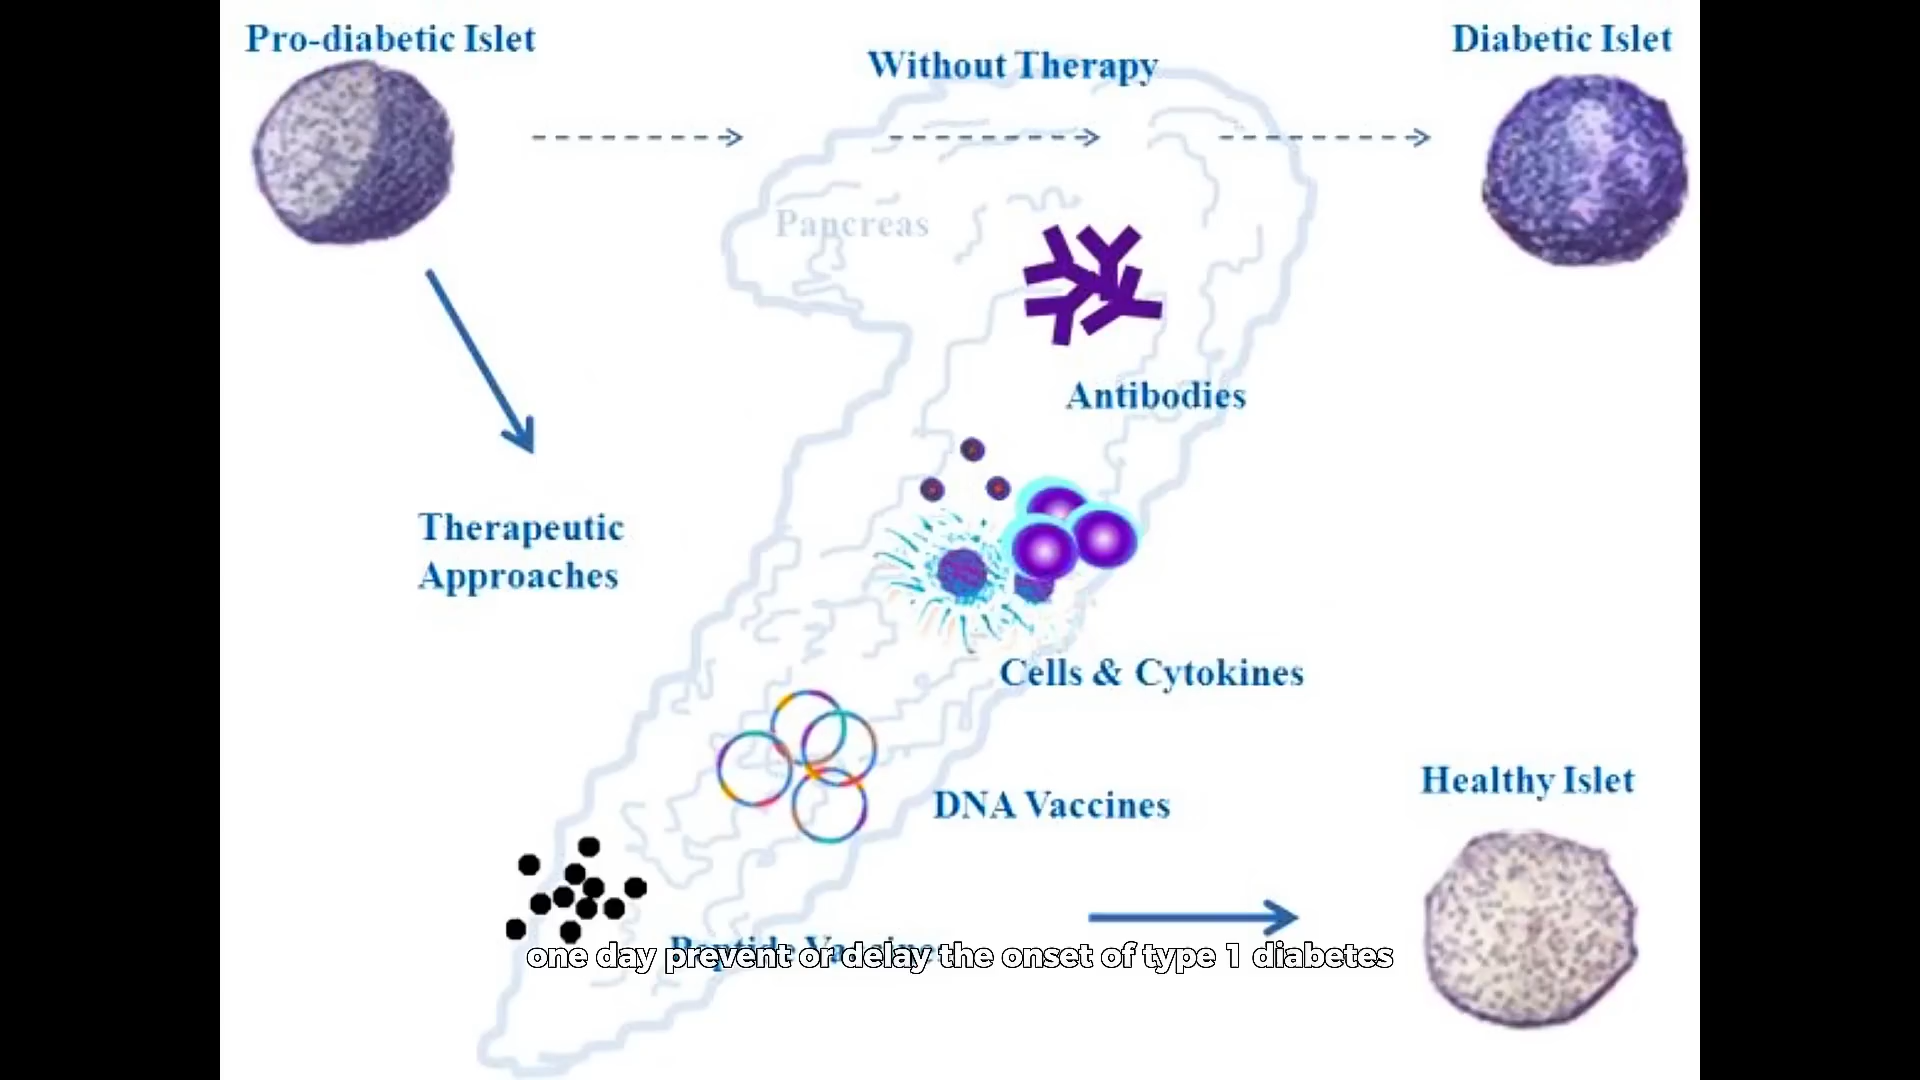 Pro-diabetic Islet
Without Therapy
Diabetic Islet
Pancreas
Antibodies
Therapeutic
Approaches
Cells & Cytokines
DNA Vaccines
Healthy Islet
Peptide
one day prevent or delay the onset of type 1 diabetes